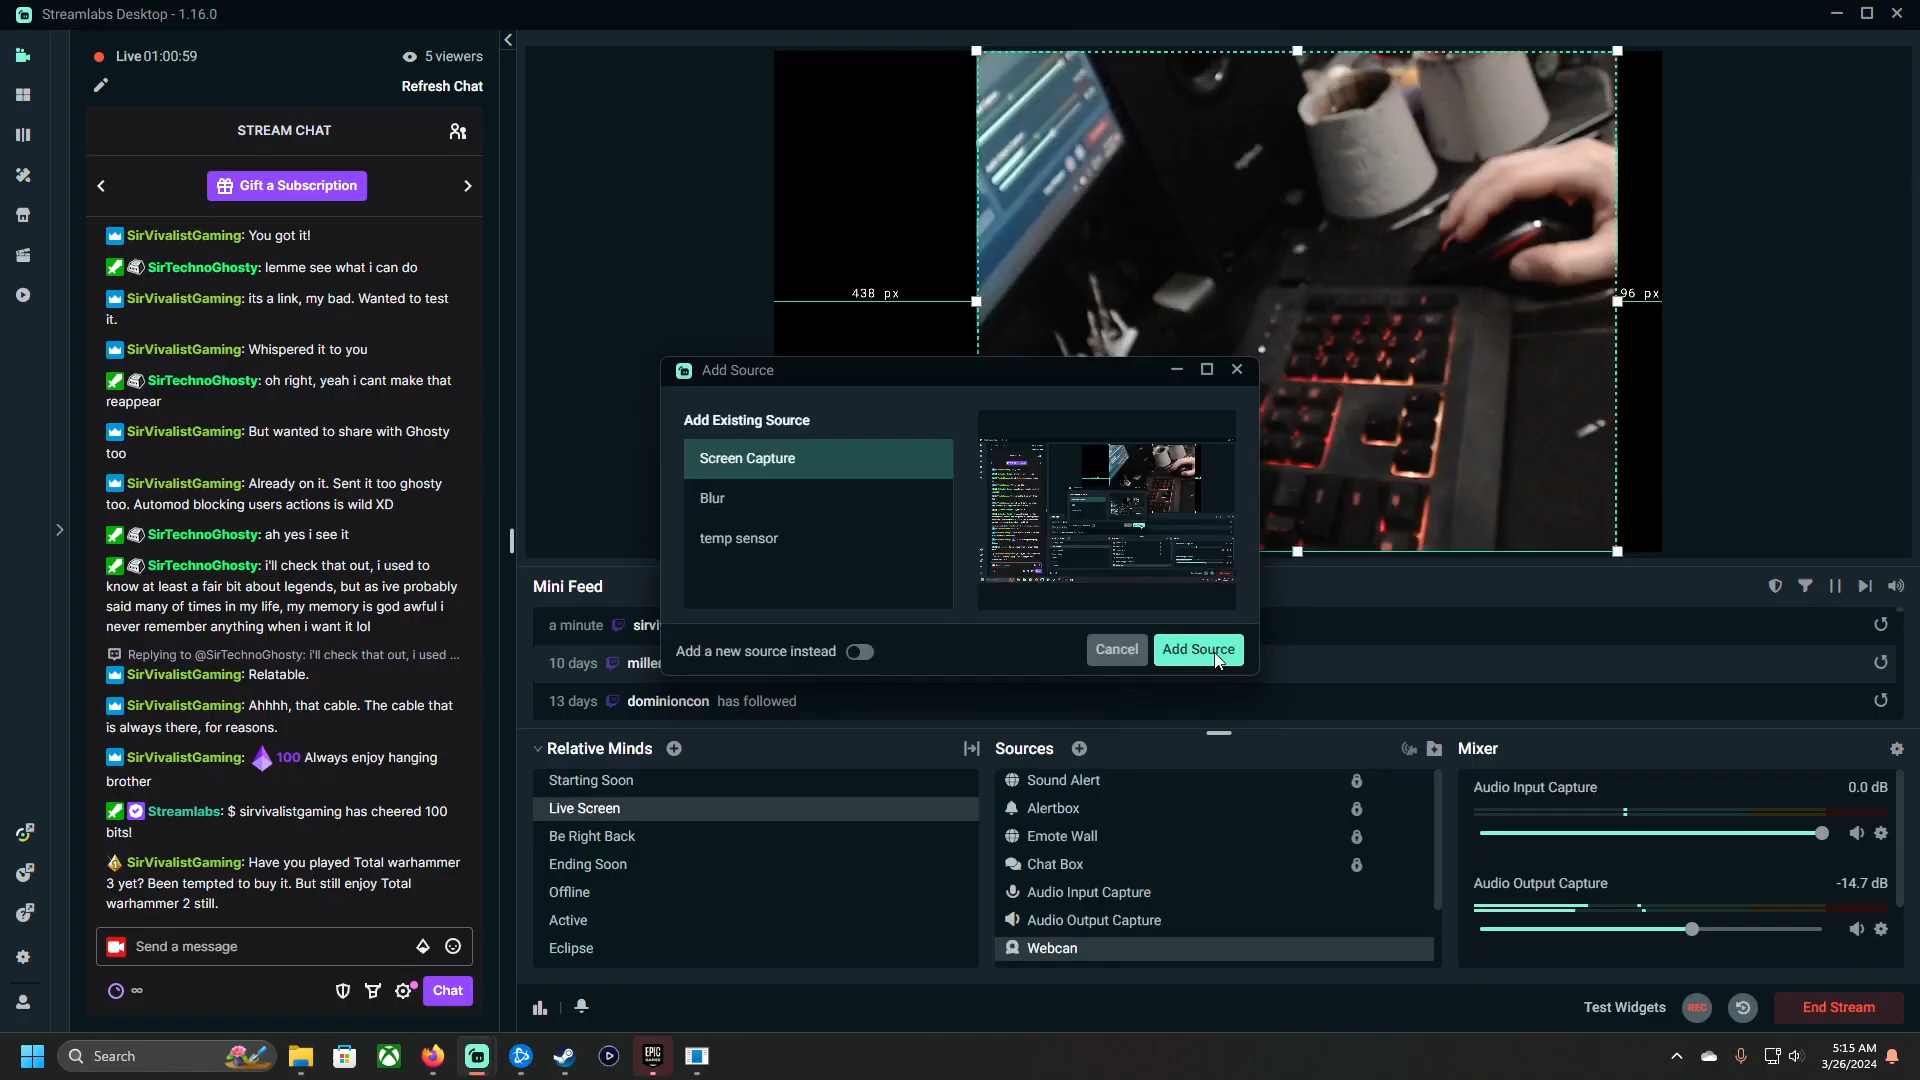 Streamlabs Desktop - 1.16.0
Live 01:00:59
5 viewers
Refresh Chat
STREAM CHAT
Gift a Subscription
SirVivalistGaming: You got it!
SirTechnoGhosty: lemme see what i can do
SirVivalistGaming: its a link, my bad. Wanted to test
it.
SirVivalistGaming: Whispered it to you
SirTechnoGhosty: oh right, yeah i cant make that
reappear
SirVivalistGaming: But wanted to share with Ghosty
too
SirVivalistGaming: Already on it. Sent it too ghosty
too. Automod blocking users actions is wild XD
SirTechnoGhosty: ah yes i see it
SirTechnoGhosty: i'll check that out, i used to
know at least a fair bit about legends, but as ive probably
said many of times in my life, my memory is god awful i
never remember anything when i want it lol
Replying to @SirTechnoGhosty: i'll check that out, i used ...
SirVivalistGaming: Relatable.
SirVivalistGaming: Ahhhh, that cable. The cable that
is always there, for reasons.
SirVivalistGaming: 100 Always enjoy hanging
brother
Streamlabs: $ sirvivalistgaming has cheered 100
bits!
SirVivalistGaming: Have you played Total warhammer
3 yet? Been tempted to buy it. But still enjoy Total
warhammer 2 still.
Send a message
∞
Chat
438 px
96 px
logitech
Add Source
Add Existing Source
Screen Capture
Blur
temp sensor
Add a new source instead
Cancel
Add Source
Mini Feed
a minute sirvi
10 days miller
13 days dominioncon has followed
Relative Minds
Starting Soon
Live Screen
Be Right Back
Ending Soon
Offline
Active
Eclipse
Sources
Sound Alert
Alertbox
Emote Wall
Chat Box
Audio Input Capture
Audio Output Capture
Webcan
Mixer
Audio Input Capture 0.0 dB
Audio Output Capture -14.7 dB
Test Widgets
REC
End Stream
Search
EPIC
GAMES
5:15 AM
3/26/2024